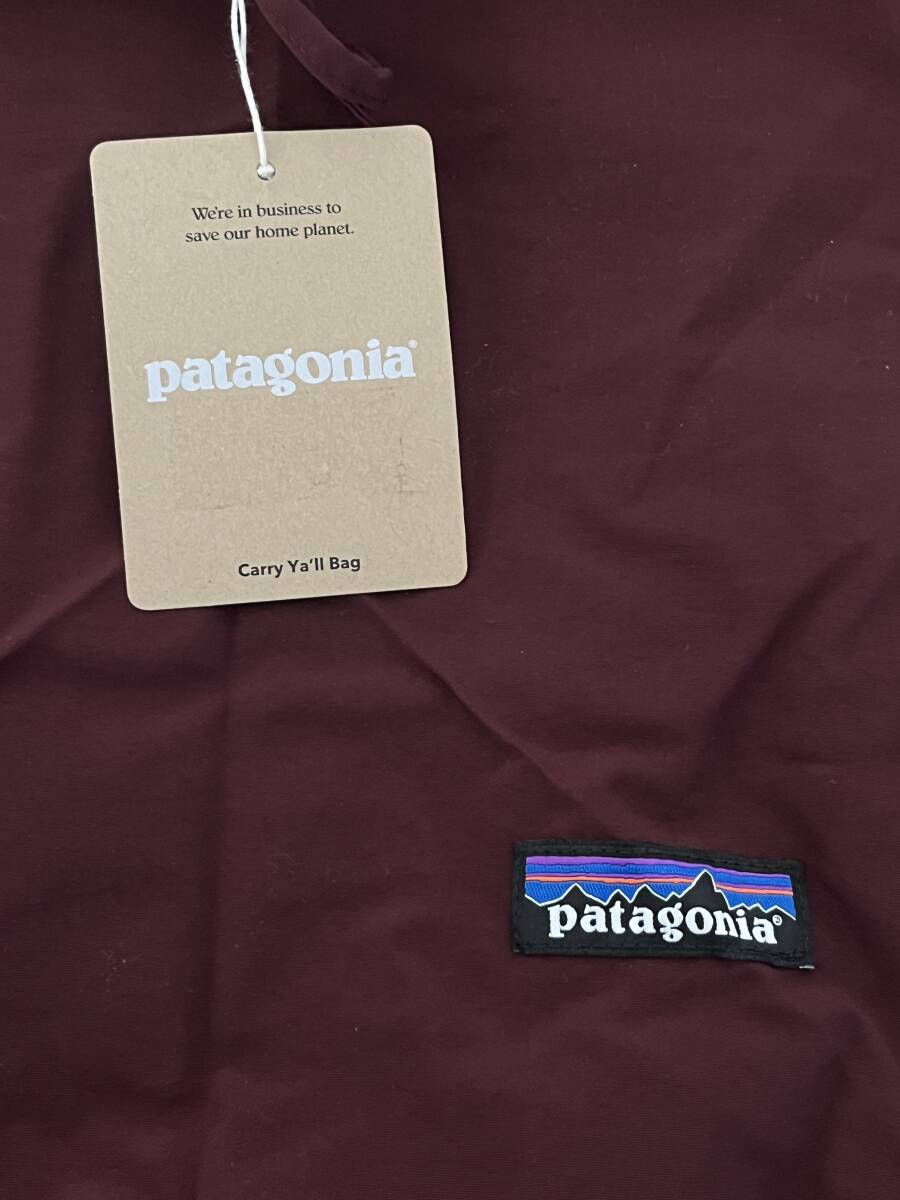 We're in business to
save our home planet.
patagonia®
Carry Ya'll Bag
patagonia®